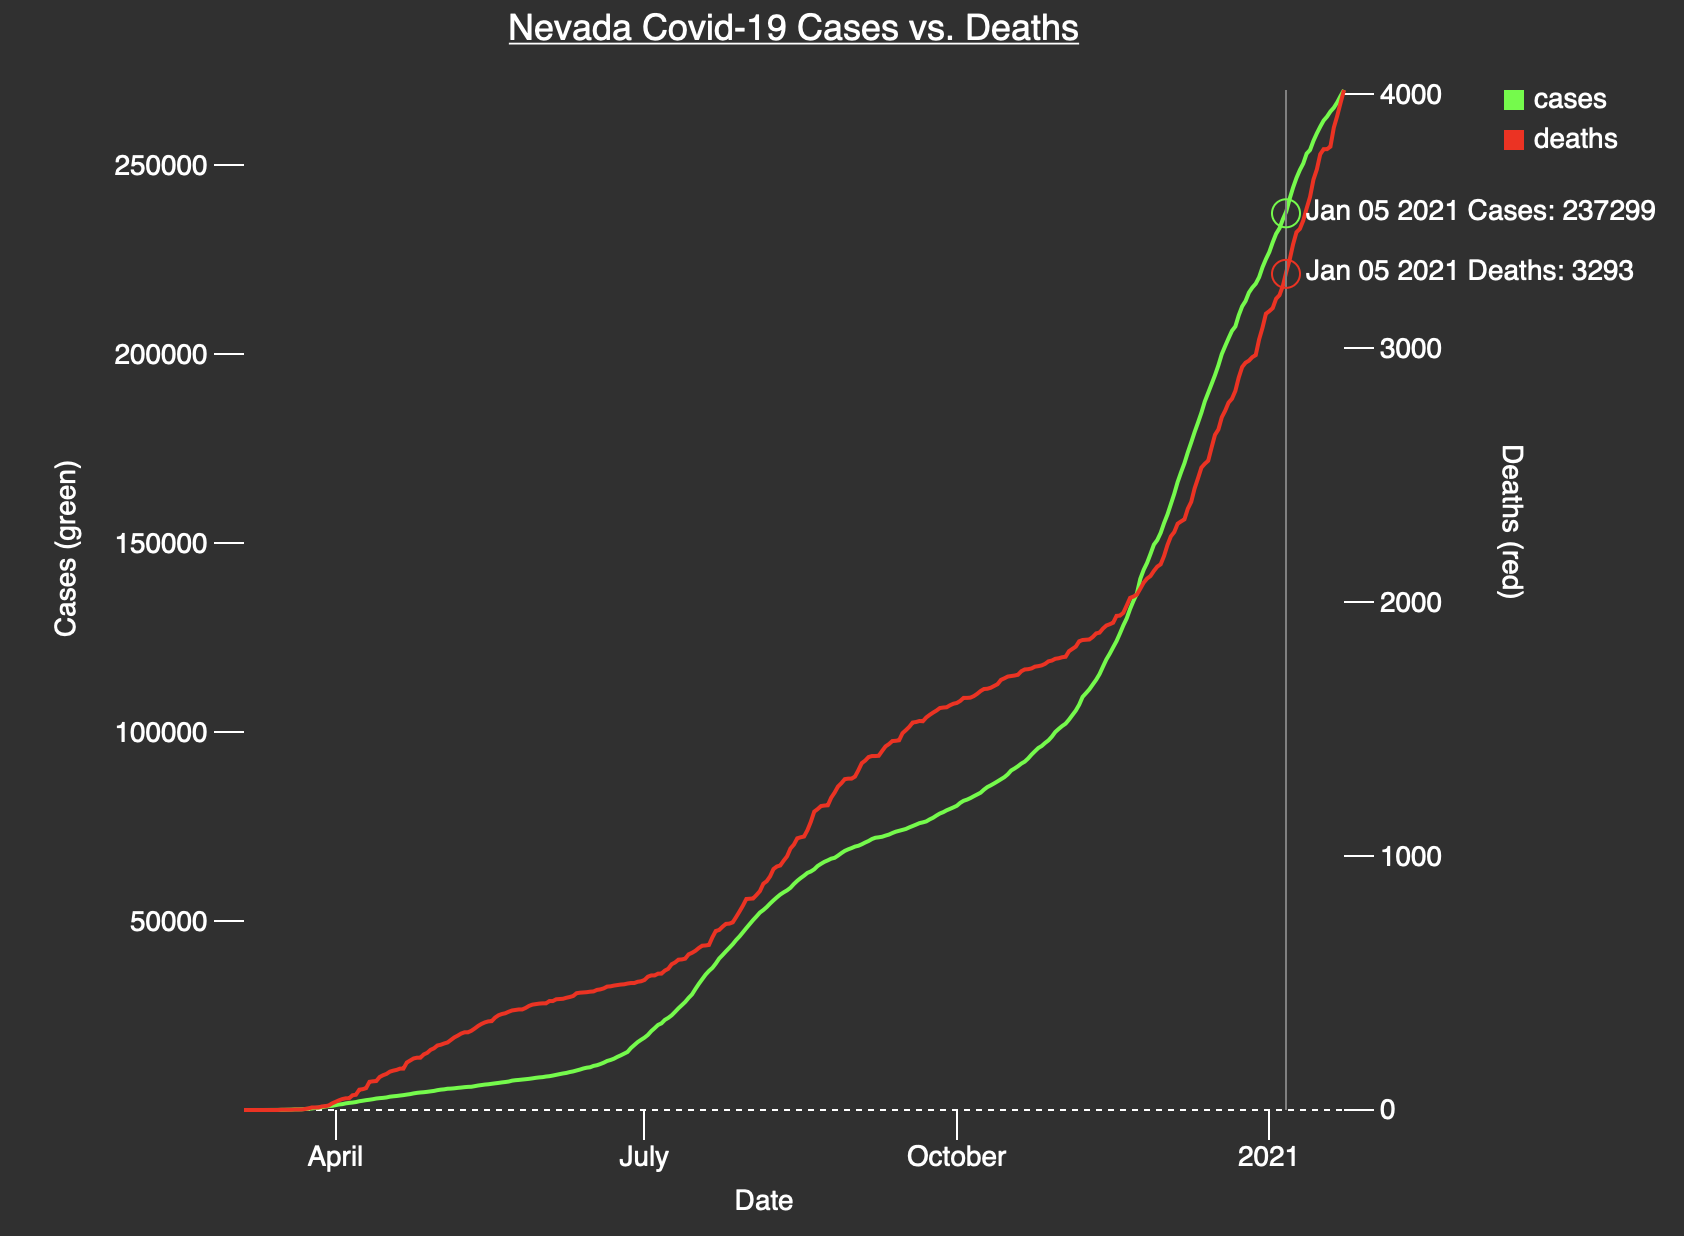 Nevada Covid-19 Cases vs. Deaths
cases
deaths
4000
250000
Jan 05 2021 Cases: 237299
Jan 05 2021 Deaths: 3293
200000
3000
Cases (green)
Deaths (red)
150000
2000
100000
1000
50000
0
April
July
October
2021
Date